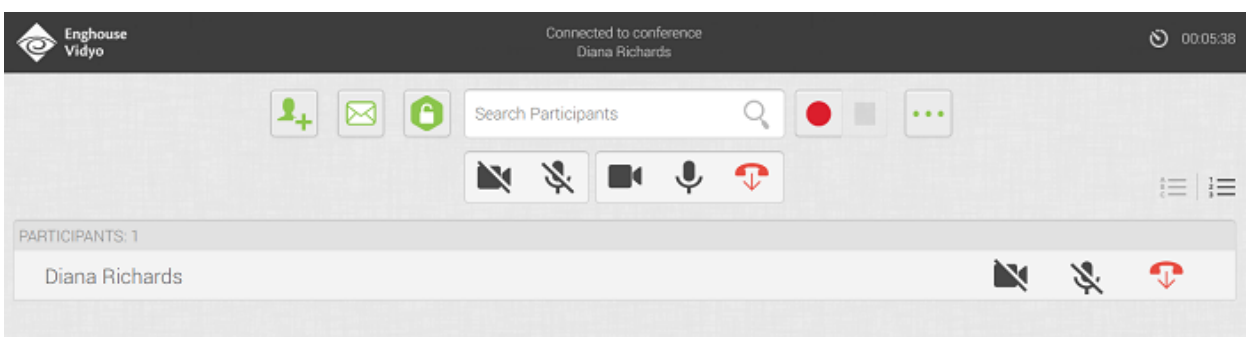 Enghouse
Vidyo
Connected to conference
Diana Richards
00:05:38
Search Participants
PARTICIPANTS: 1
Diana Richards